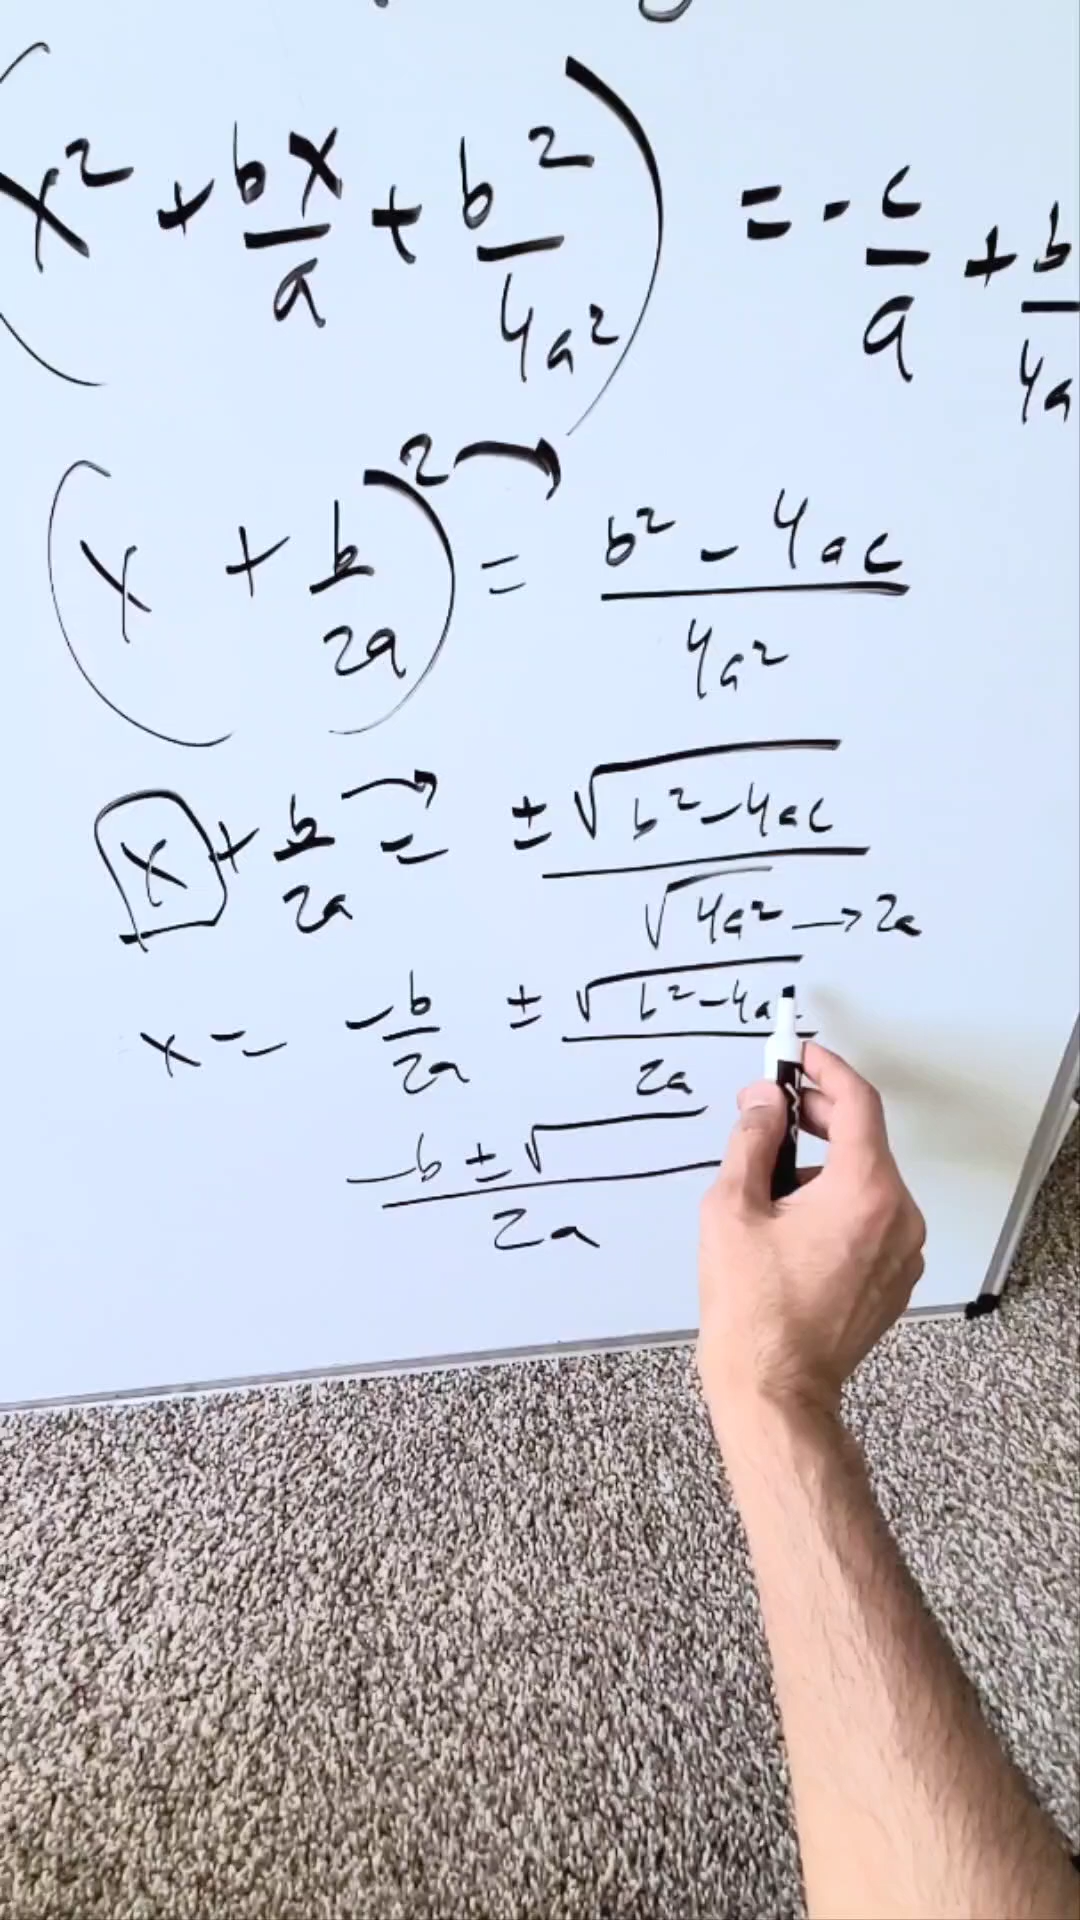 (x² + bx/a + b²/4a²) = - c/a + b/4a
(x + b/2a)² = b² - 4ac/4a²
x + b/2a = ± √b² - 4ac/√4a² → 2a
x = -b/2a ± √b² - 4a/2a
-b ± √/2a